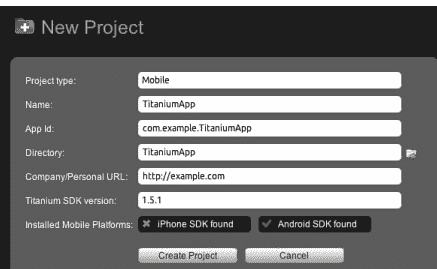 New Project
Project type: Mobile
Name: TitaniumApp
App Id: com.example.TitaniumApp
Directory: TitaniumApp
Company/Personal URL: http://example.com
Titanium SDK version: 1.5.1
Installed Mobile Platforms: iPhone SDK found Android SDK found
Create Project Cancel